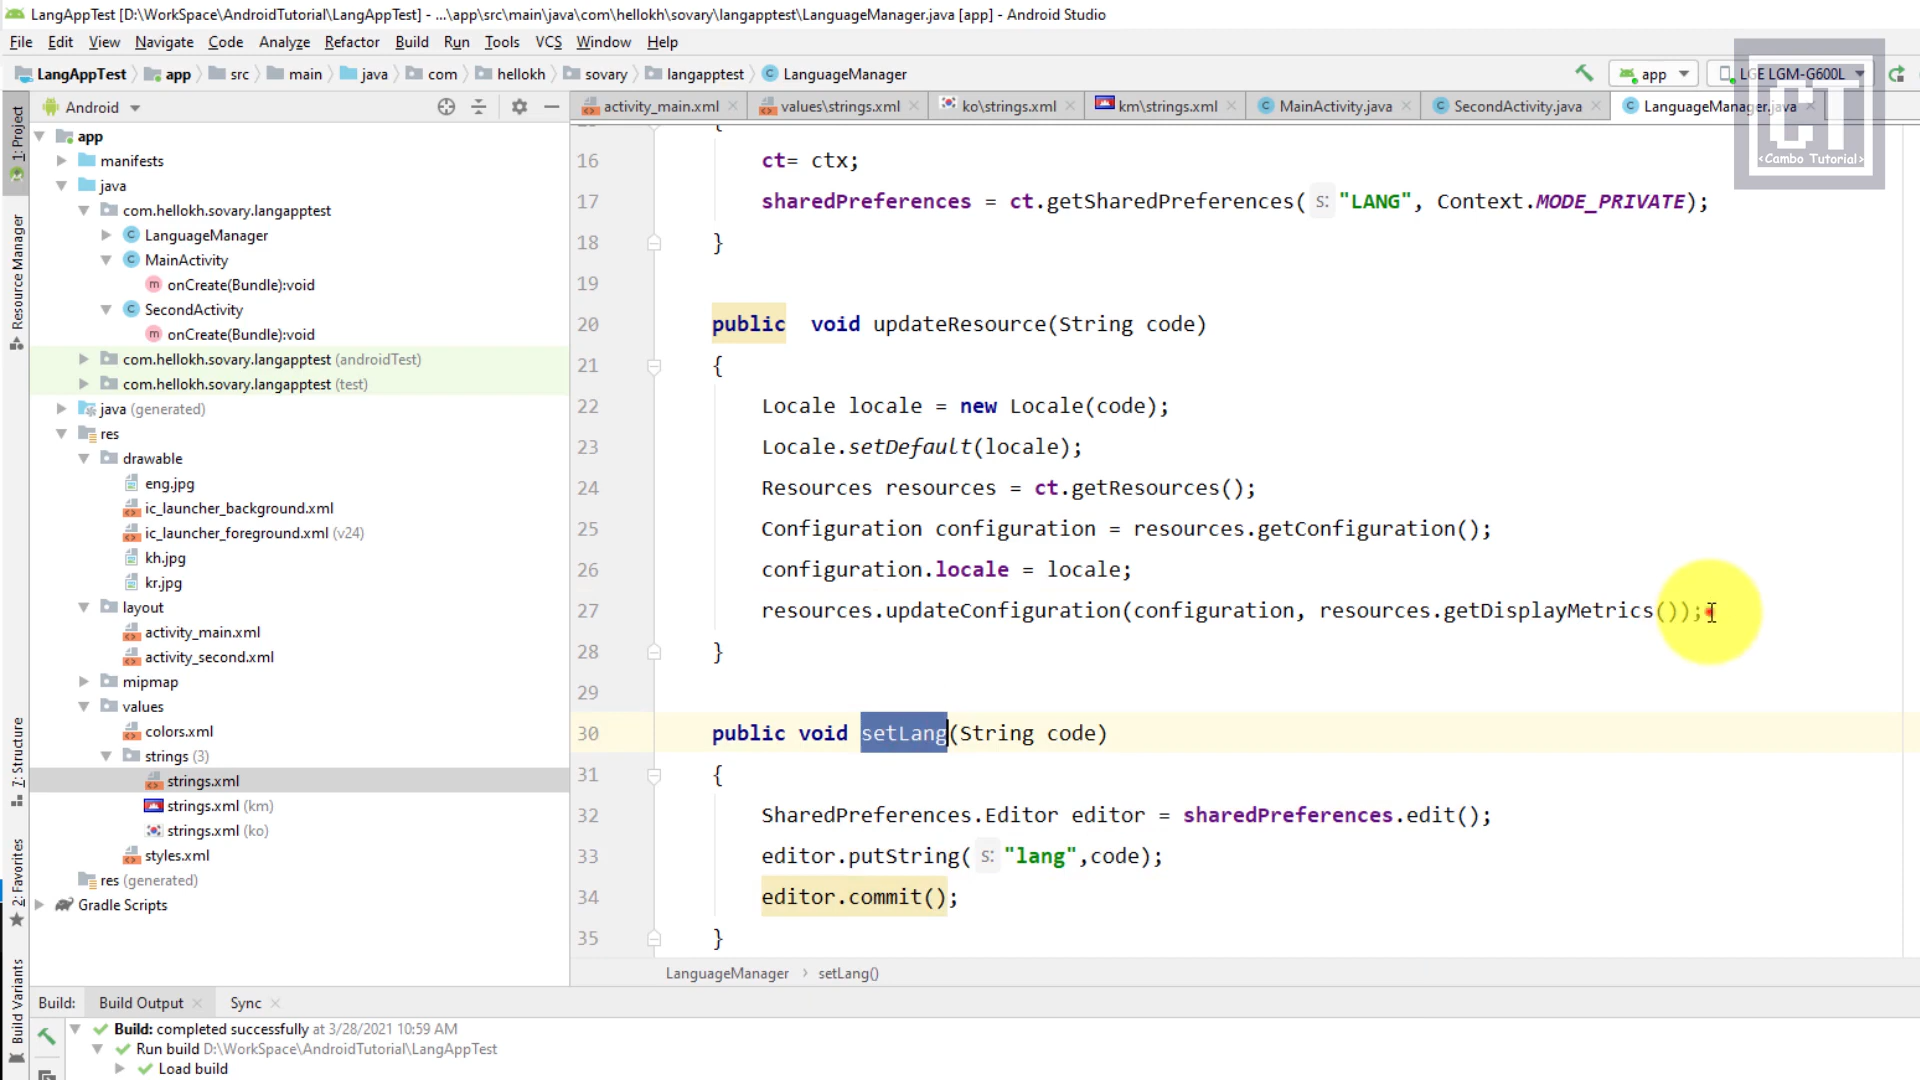 LangAppTest [D:\WorkSpace\AndroidTutorial\LangAppTest] - ...\app\src\main\java\com\hellokh\sovary\langapptest\LanguageManager.java [app] - Android Studio
File Edit View Navigate Code Analyze Refactor Build Run Tools VCS Window Help
LangAppTest app src main java com hellokh sovary langapptest LanguageManager app LGE LGM-G600L
CT
<Cambo Tutorial>
Android
activity_main.xml values\strings.xml ko\strings.xml km\strings.xml MainActivity.java SecondActivity.java LanguageManager.java
1: Project
Resource Manager
7: Structure
2: Favorites
Build Variants
app
manifests
java
com.hellokh.sovary.langapptest
LanguageManager
MainActivity
onCreate(Bundle):void
SecondActivity
onCreate(Bundle):void
com.hellokh.sovary.langapptest (androidTest)
com.hellokh.sovary.langapptest (test)
java (generated)
res
drawable
eng.jpg
ic_launcher_background.xml
ic_launcher_foreground.xml (v24)
kh.jpg
kr.jpg
layout
activity_main.xml
activity_second.xml
mipmap
values
colors.xml
strings (3)
strings.xml
strings.xml (km)
strings.xml (ko)
styles.xml
res (generated)
Gradle Scripts
{
16 ct= ctx;
17 sharedPreferences = ct.getSharedPreferences( s: "LANG", Context.MODE_PRIVATE);
18 }
19
20 public  void updateResource(String code)
21 {
22 Locale locale = new Locale(code);
23 Locale.setDefault(locale);
24 Resources resources = ct.getResources();
25 Configuration configuration = resources.getConfiguration();
26 configuration.locale = locale;
27 resources.updateConfiguration(configuration, resources.getDisplayMetrics());
28 }
29
30 public void setLang(String code)
31 {
32 SharedPreferences.Editor editor = sharedPreferences.edit();
33 editor.putString( s: "lang",code);
34 editor.commit();
35 }
LanguageManager › setLang()
Build: Build Output Sync
Build: completed successfully at 3/28/2021 10:59 AM
Run build D:\WorkSpace\AndroidTutorial\LangAppTest
Load build